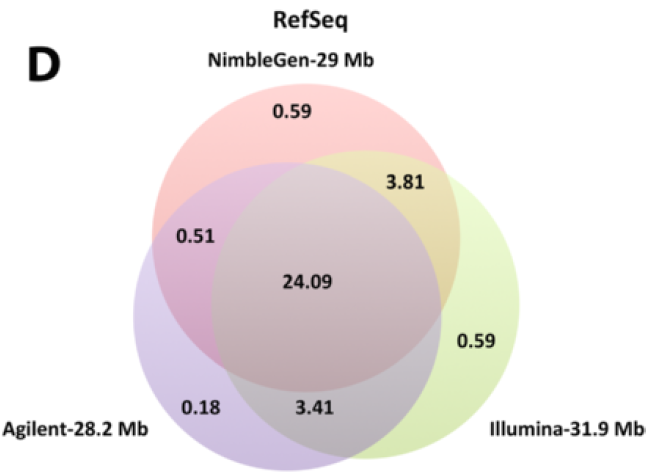 RefSeq
D
NimbleGen-29 Mb
0.59
3.81
0.51
24.09
0.59
0.18
3.41
Agilent-28.2 Mb
Illumina-31.9 Mb